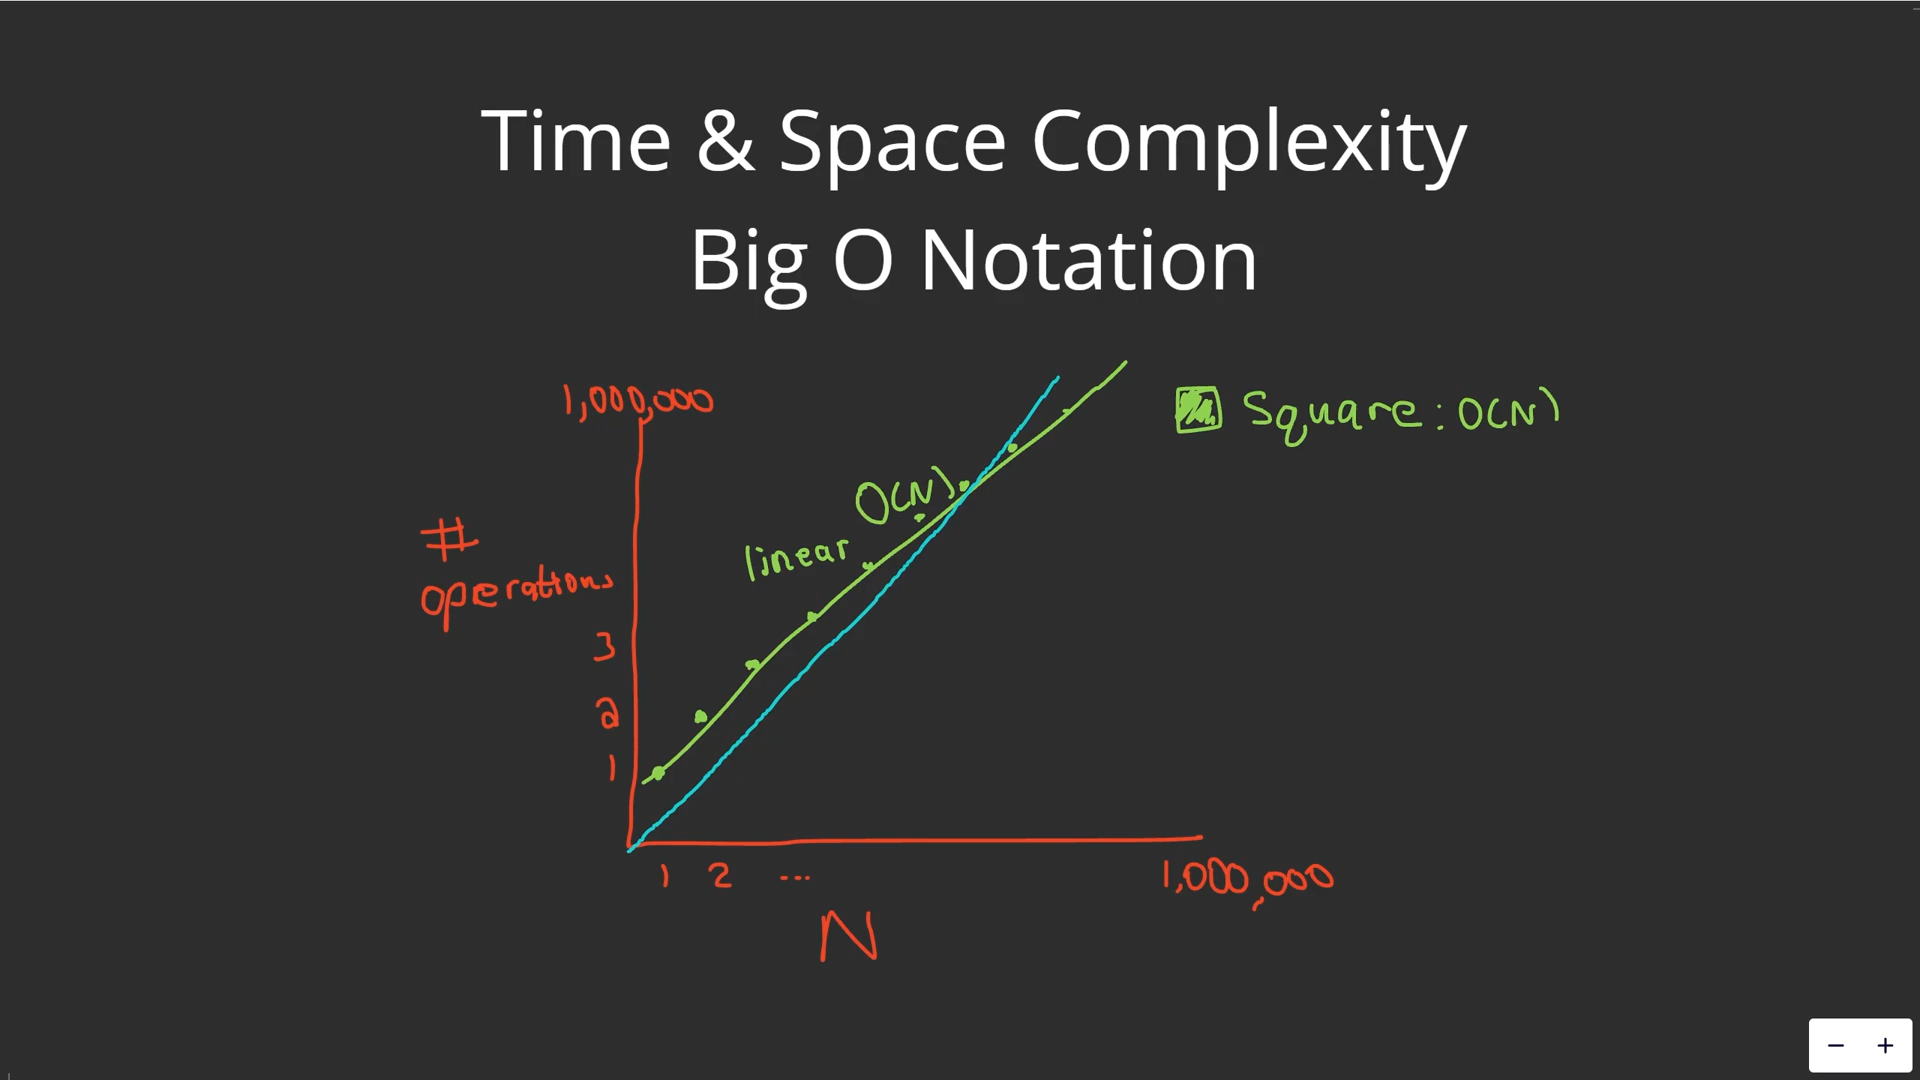 Time & Space Complexity
Big O Notation
1,000,000
Square: O(N)
O(N)
linear
#
operations
3
2
1
1 2 ...
1,000,000
N
− +